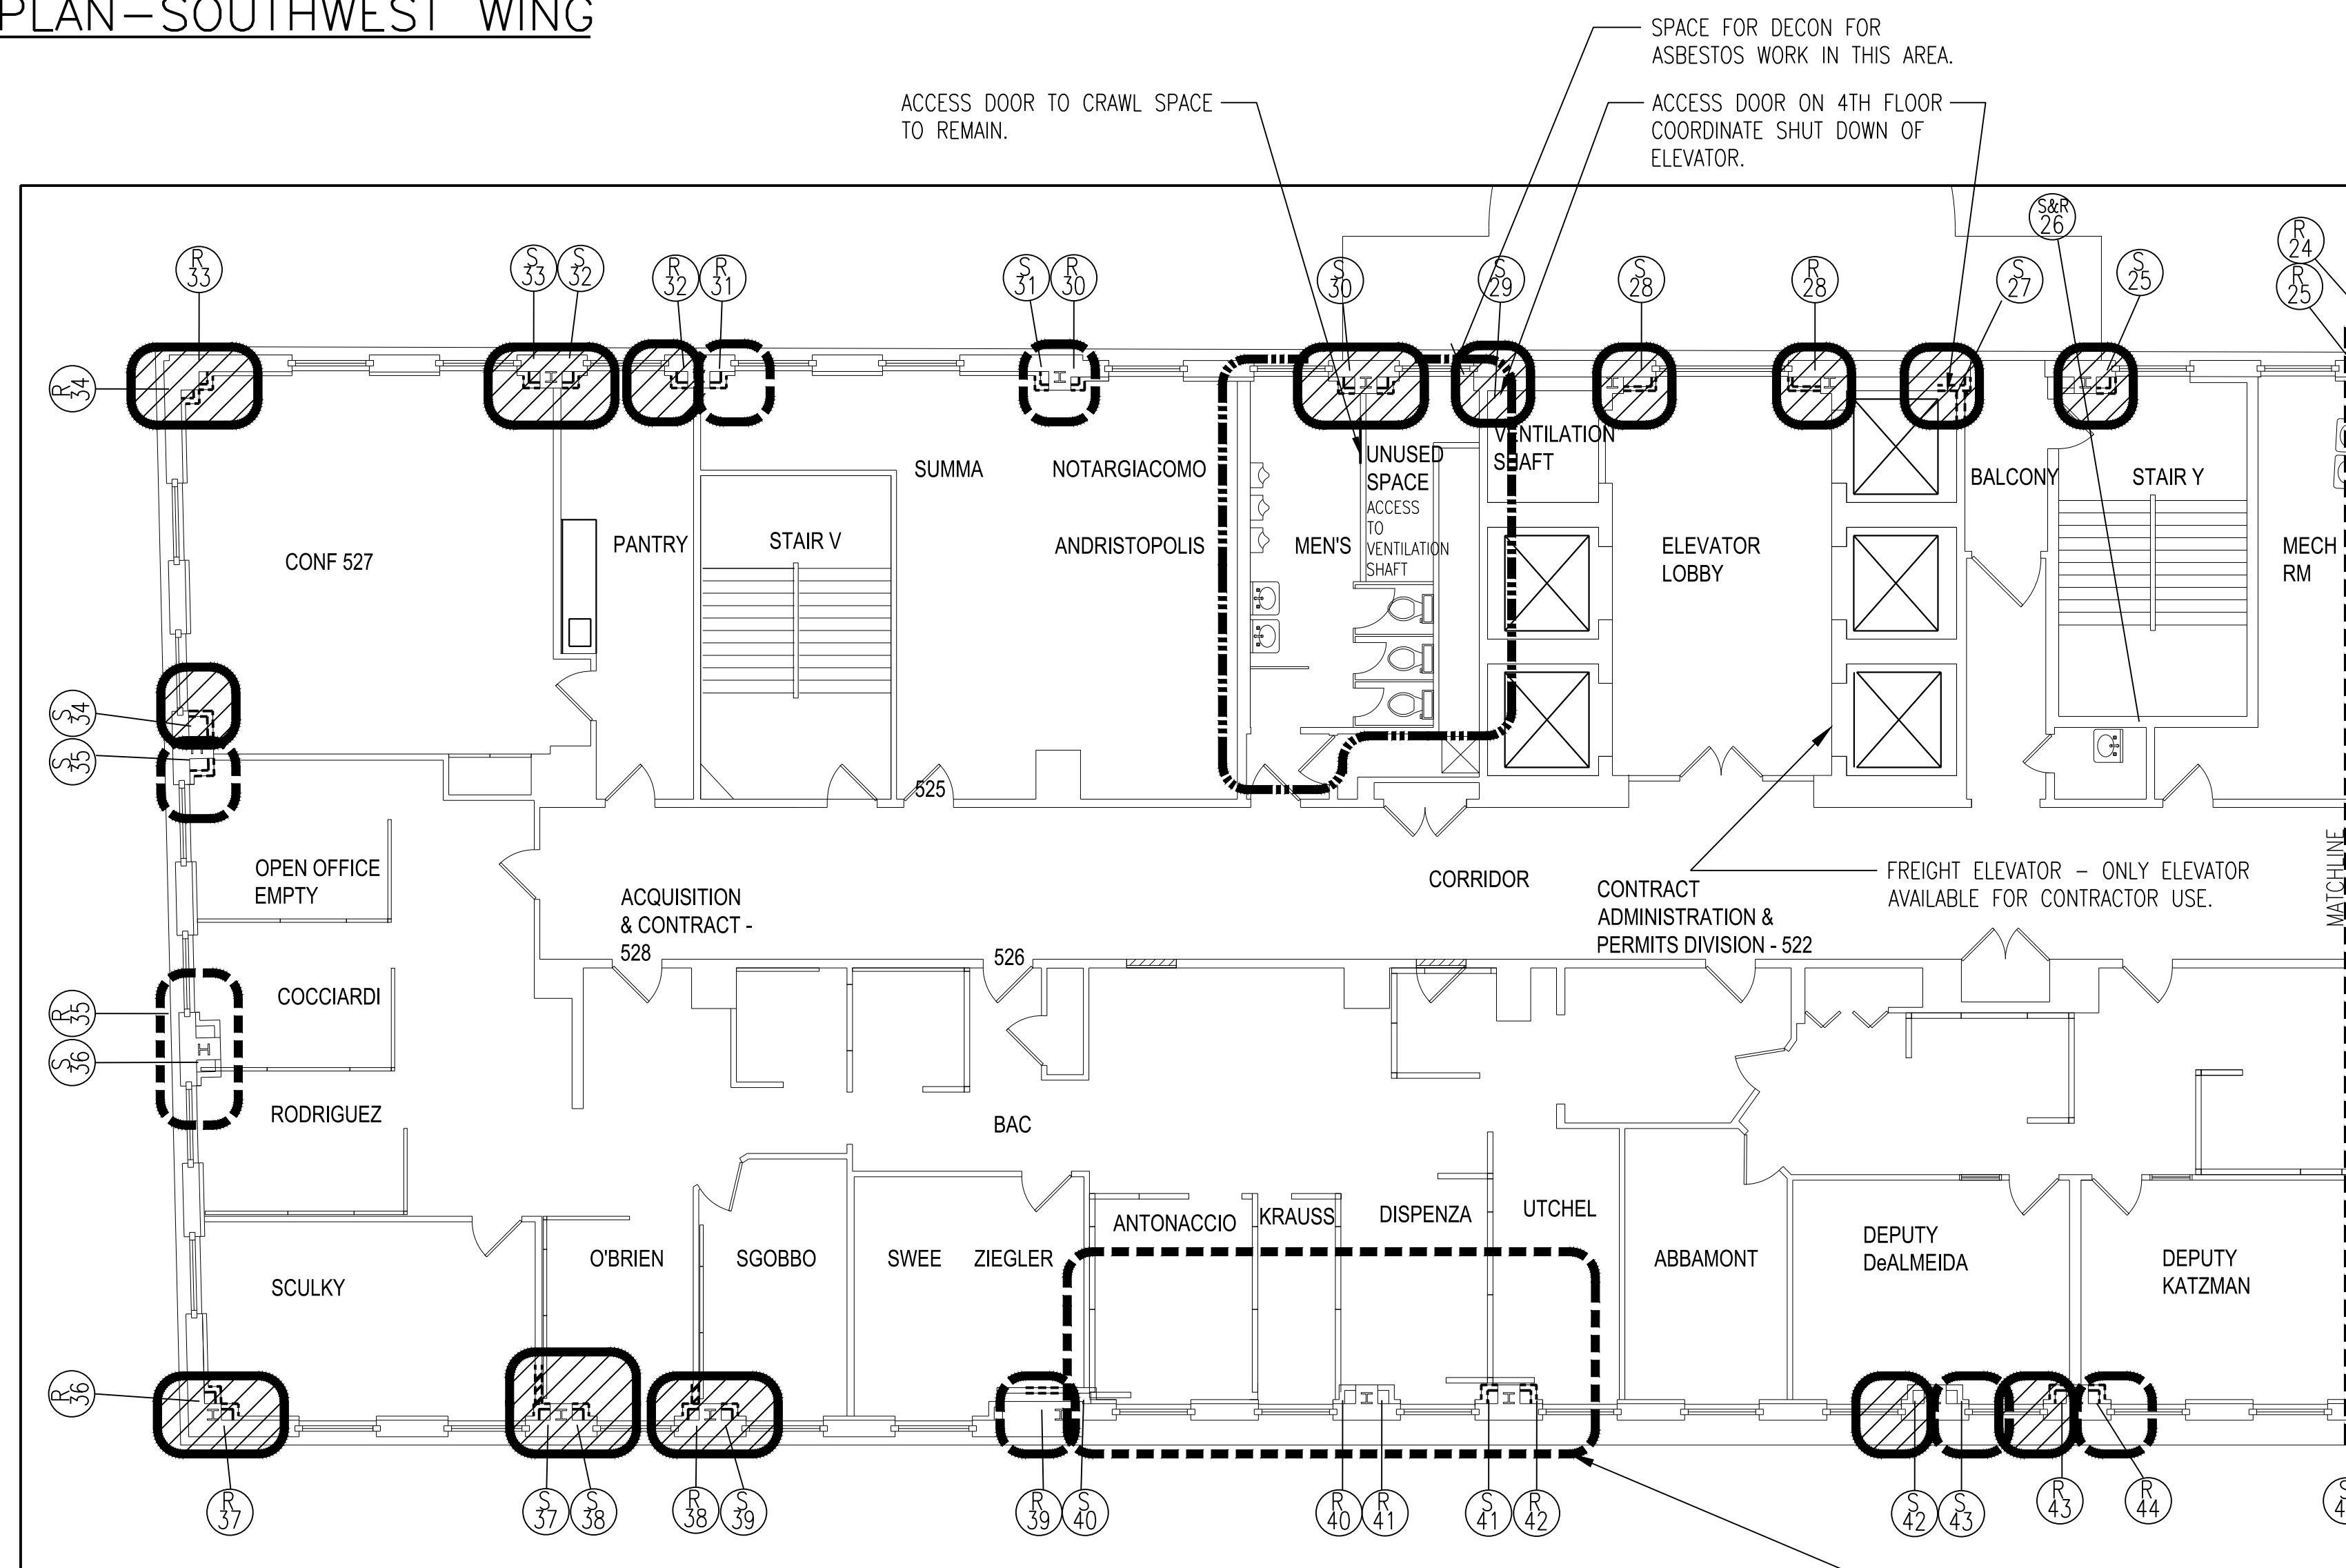 PLAN-SOUTHWEST WING
SPACE FOR DECON FOR
ASBESTOS WORK IN THIS AREA.
ACCESS DOOR TO CRAWL SPACE
TO REMAIN.
ACCESS DOOR ON 4TH FLOOR
COORDINATE SHUT DOWN OF
ELEVATOR.
R
33
S
33
S
32
R
32
R
31
S
31
R
30
S
30
S
29
S
28
R
28
S
27
S&R
26
S
25
R
24
R
25
R
34
S
34
S
35
R
35
S
36
R
36
CONF 527
PANTRY
STAIR V
SUMMA
NOTARGIACOMO
ANDRISTOPOLIS
MEN'S
UNUSED
SPACE
ACCESS
TO
VENTILATION
SHAFT
VENTILATION
SHAFT
ELEVATOR
LOBBY
BALCONY
STAIR Y
MECH
RM
525
OPEN OFFICE
EMPTY
ACQUISITION
& CONTRACT -
528
CORRIDOR
CONTRACT
ADMINISTRATION &
PERMITS DIVISION - 522
FREIGHT ELEVATOR - ONLY ELEVATOR
AVAILABLE FOR CONTRACTOR USE.
MATCHLINE
526
COCCIARDI
RODRIGUEZ
BAC
SCULKY
O'BRIEN
SGOBBO
SWEE
ZIEGLER
ANTONACCIO
KRAUSS
DISPENZA
UTCHEL
ABBAMONT
DEPUTY
DeALMEIDA
DEPUTY
KATZMAN
R
37
S
37
S
38
R
38
S
39
R
39
S
40
R
40
R
41
S
41
R
42
S
42
S
43
R
43
R
44